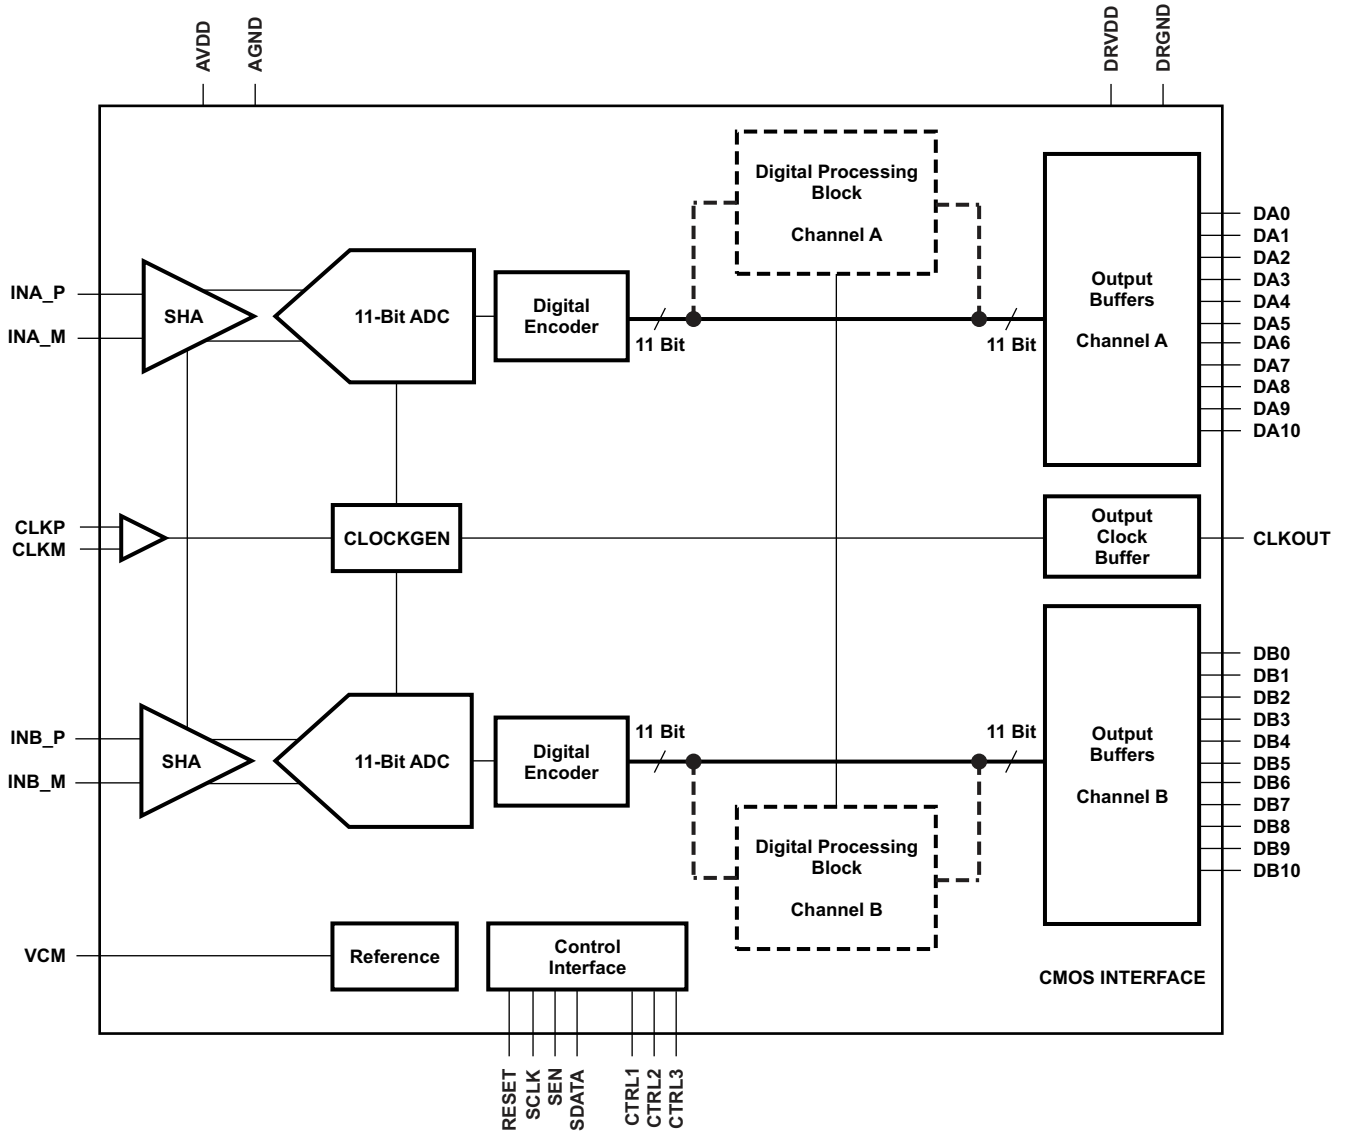 AVDD
AGND
DRVDD
DRGND
Digital Processing
Block
Channel A
INA_P
INA_M
SHA
11-Bit ADC
Digital
Encoder
11 Bit
11 Bit
Output
Buffers
Channel A
DA0
DA1
DA2
DA3
DA4
DA5
DA6
DA7
DA8
DA9
DA10
CLKP
CLKM
CLOCKGEN
Output
Clock
Buffer
CLKOUT
INB_P
INB_M
SHA
11-Bit ADC
Digital
Encoder
11 Bit
11 Bit
Output
Buffers
Channel B
DB0
DB1
DB2
DB3
DB4
DB5
DB6
DB7
DB8
DB9
DB10
Digital Processing
Block
Channel B
VCM
Reference
Control
Interface
CMOS INTERFACE
RESET
SCLK
SEN
SDATA
CTRL1
CTRL2
CTRL3